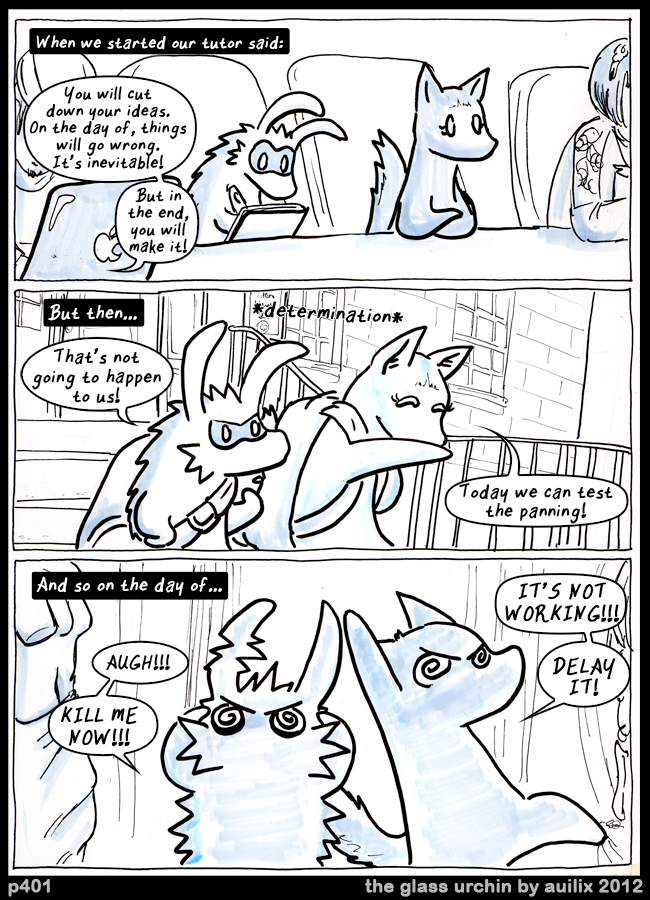 When we started our tutor said:
You will cut
down your ideas.
On the day of, things
will go wrong.
It's inevitable!
But in
the end,
you will
make it!
But then...
*determination*
That's not
going to happen
to us!
Today we can test
the panning!
And so on the day of...
IT'S NOT
WORKING!!!
AUGH!!!
DELAY
IT!
KILL ME
NOW!!!
p401
the glass urchin by auilix 2012